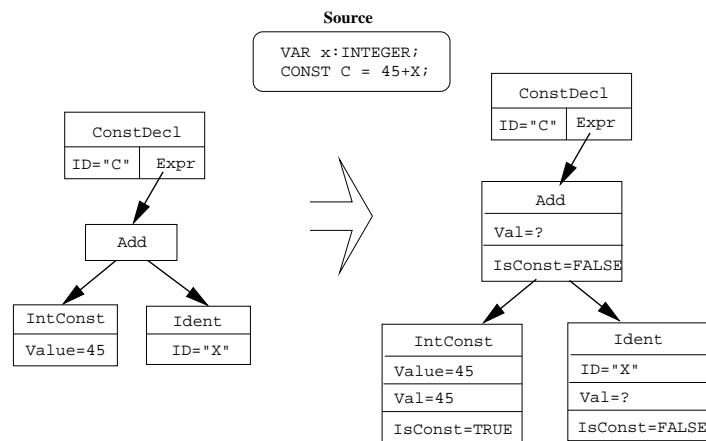 Source
VAR x:INTEGER;
CONST C = 45+X;
ConstDecl
ID="C" Expr
Add
IntConst
Value=45
Ident
ID="X"
ConstDecl
ID="C" Expr
Add
Val=?
IsConst=FALSE
IntConst
Value=45
Val=45
IsConst=TRUE
Ident
ID="X"
Val=?
IsConst=FALSE